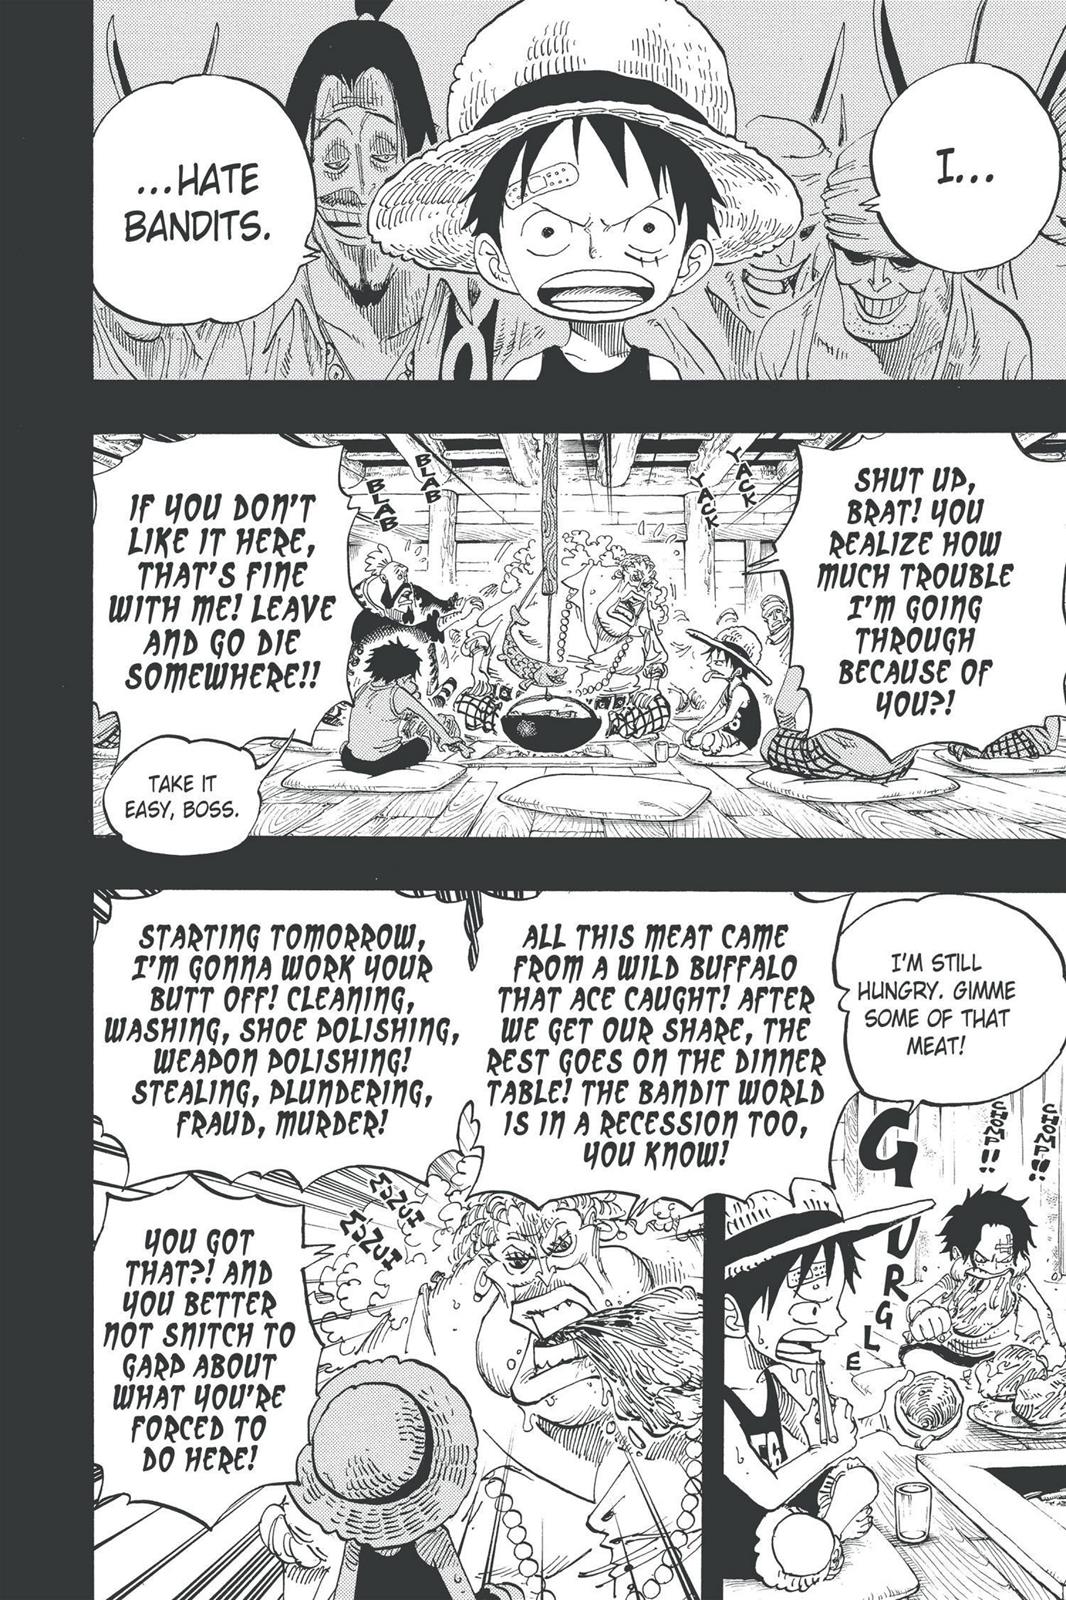 I...
...HATE
BANDITS.
SHUT UP,
BRAT! YOU
REALIZE HOW
MUCH TROUBLE
I'M GOING
THROUGH
BECAUSE OF
YOU?!
YACK
YACK
BLAB
BLAB
IF YOU DON'T
LIKE IT HERE,
THAT'S FINE
WITH ME! LEAVE
AND GO DIE
SOMEWHERE!!
TAKE IT
EASY, BOSS.
I'M STILL
HUNGRY. GIMME
SOME OF THAT
MEAT!
CHOMP!!
CHOMP!!
GURGLE
ALL THIS MEAT CAME
FROM A WILD BUFFALO
THAT ACE CAUGHT! AFTER
WE GET OUR SHARE, THE
REST GOES ON THE DINNER
TABLE! THE BANDIT WORLD
IS IN A RECESSION TOO,
YOU KNOW!
STARTING TOMORROW,
I'M GONNA WORK YOUR
BUTT OFF! CLEANING,
WASHING, SHOE POLISHING,
WEAPON POLISHING!
STEALING, PLUNDERING,
FRAUD, MURDER!
MUNCH
MUNCH
YOU GOT
THAT?! AND
YOU BETTER
NOT SNITCH TO
GARP ABOUT
WHAT YOU'RE
FORCED TO
DO HERE!